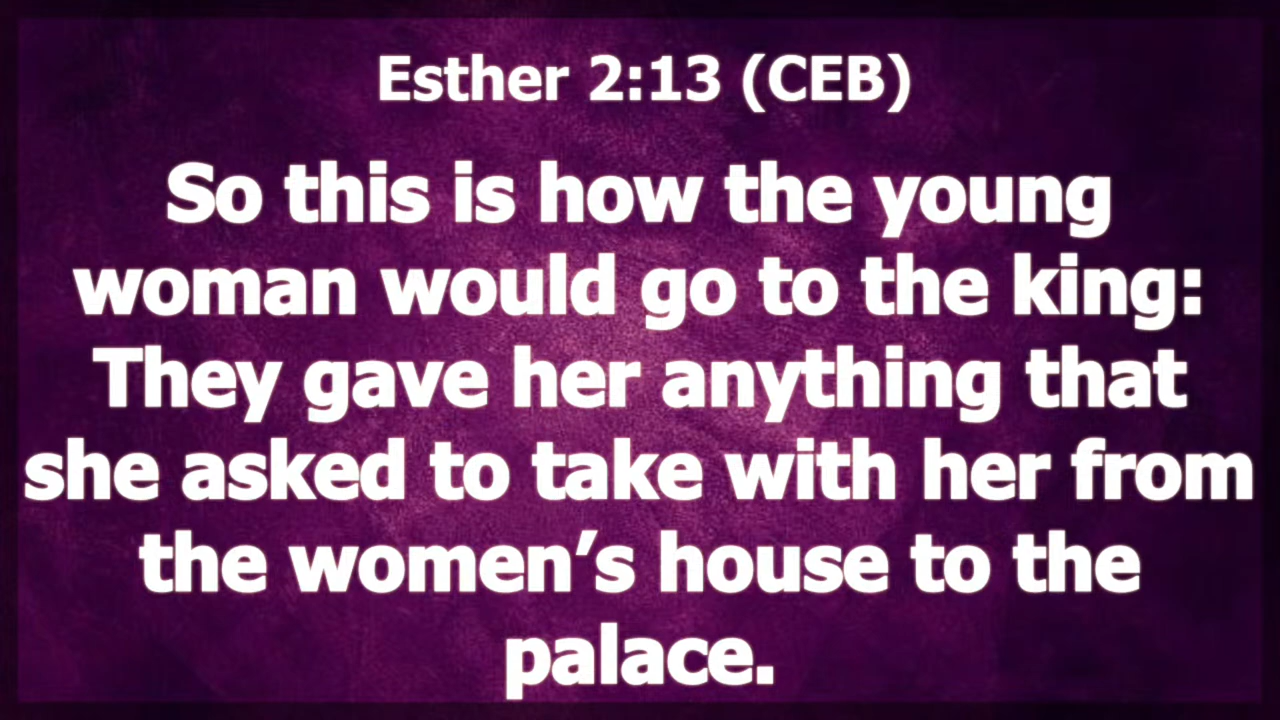 Esther 2:13 (CEB)
So this is how the young
woman would go to the king:
They gave her anything that
she asked to take with her from
the women’s house to the
palace.